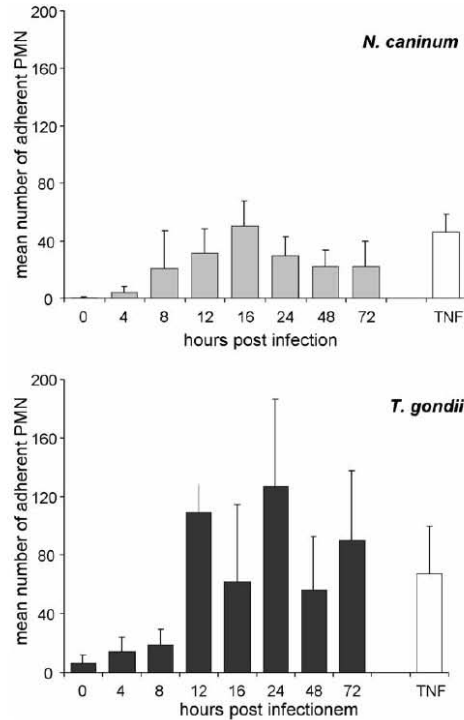 200
N. caninum
160
120
80
40
0
mean number of adherent PMN
0 4 8 12 16 24 48 72 TNF
hours post infection
200
T. gondii
160
120
80
40
0
mean number of adherent PMN
0 4 8 12 16 24 48 72 TNF
hours post infectionem